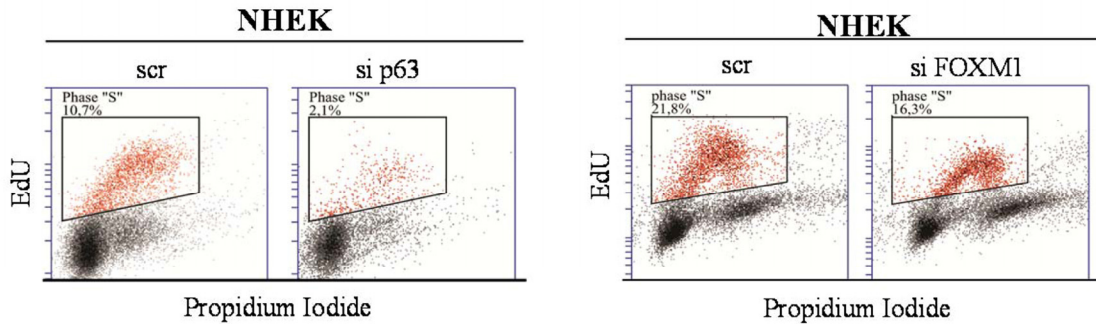 NHEK
scr
si p63
Phase "S"
10,7%
Phase "S"
2,1%
EdU
Propidium Iodide
NHEK
scr
si FOXM1
phase "S"
21,8%
phase "S"
16,3%
EdU
Propidium Iodide